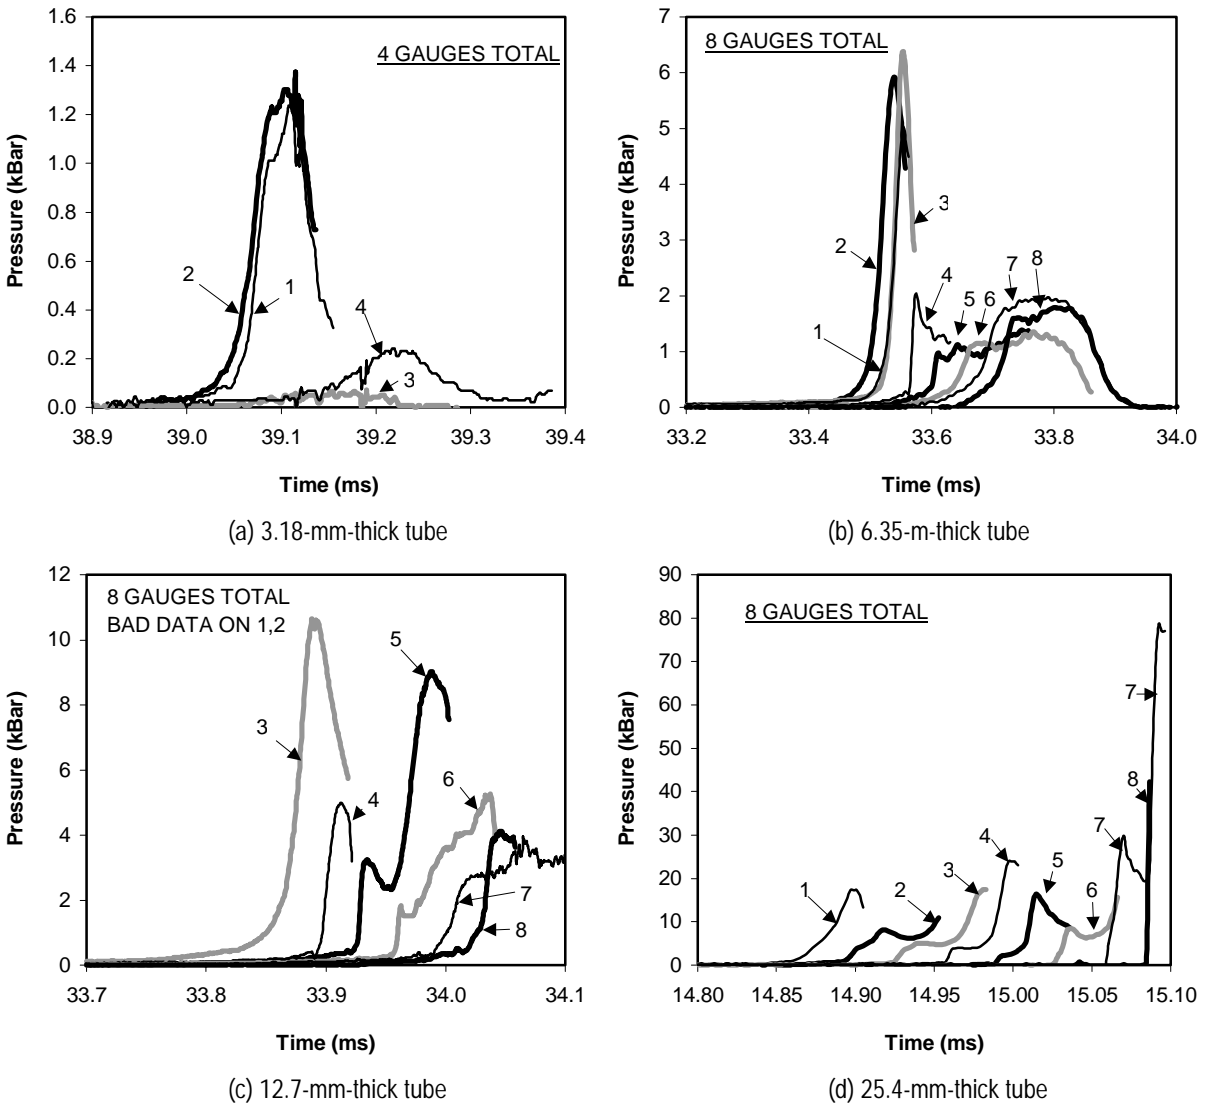 1.6
1.4
1.2
1.0
0.8
0.6
0.4
0.2
0.0
Pressure (kBar)
4 GAUGES TOTAL
2
1
4
3
38.9 39.0 39.1 39.2 39.3 39.4
Time (ms)
(a) 3.18-mm-thick tube
7
6
5
4
3
2
1
0
Pressure (kBar)
8 GAUGES TOTAL
3
2
1
4
5
6
7
8
33.2 33.4 33.6 33.8 34.0
Time (ms)
(b) 6.35-m-thick tube
12
10
8
6
4
2
0
Pressure (kBar)
8 GAUGES TOTAL
BAD DATA ON 1,2
3
4
5
6
7
8
33.7 33.8 33.9 34.0 34.1
Time (ms)
(c) 12.7-mm-thick tube
90
80
70
60
50
40
30
20
10
0
Pressure (kBar)
8 GAUGES TOTAL
1
2
3
4
5
6
7
7
8
14.80 14.85 14.90 14.95 15.00 15.05 15.10
Time (ms)
(d) 25.4-mm-thick tube